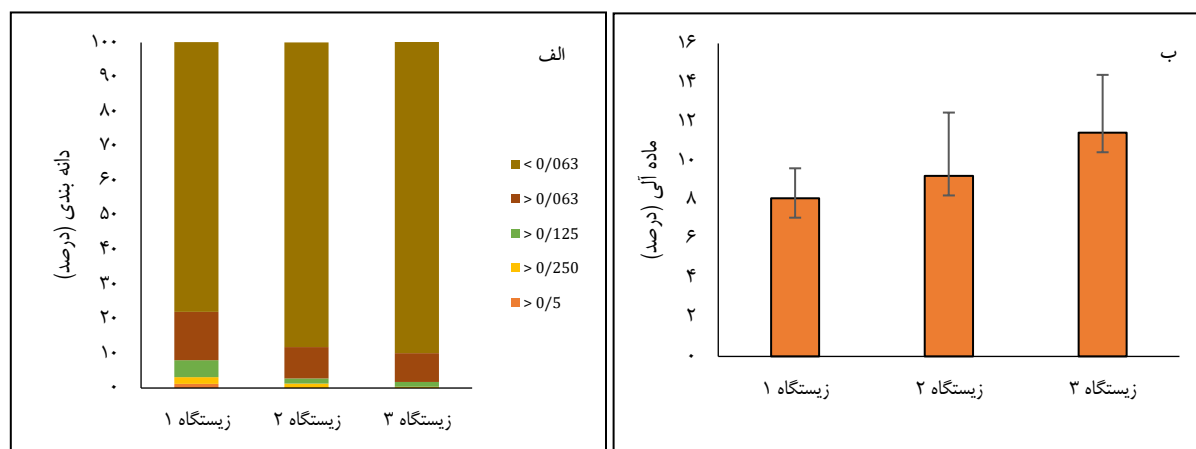 الف
دانه بندی (درصد)
۱۰۰
۹۰
۸۰
۷۰
۶۰
۵۰
۴۰
۳۰
۲۰
۱۰
۰
زیستگاه ۱
زیستگاه ۲
زیستگاه ۳
< 0/063
> 0/063
> 0/125
> 0/250
> 0/5
ب
ماده آلی (درصد)
۱۶
۱۴
۱۲
۱۰
۸
۶
۴
۲
۰
زیستگاه ۱
زیستگاه ۲
زیستگاه ۳